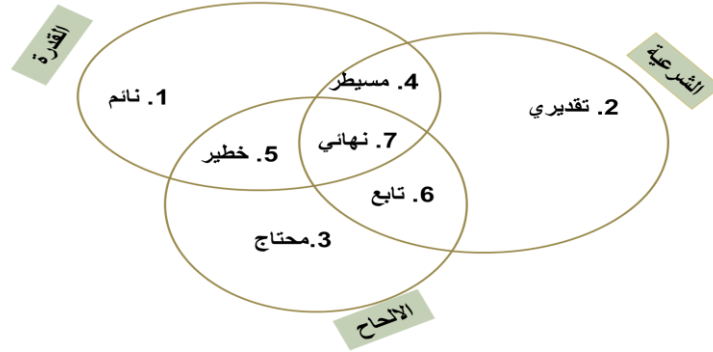 القدرة
الشرعية
4. مسيطر
1. نائم
2. تقديري
7. نهائي
5. خطير
6. تابع
3.محتاج
الالحاح